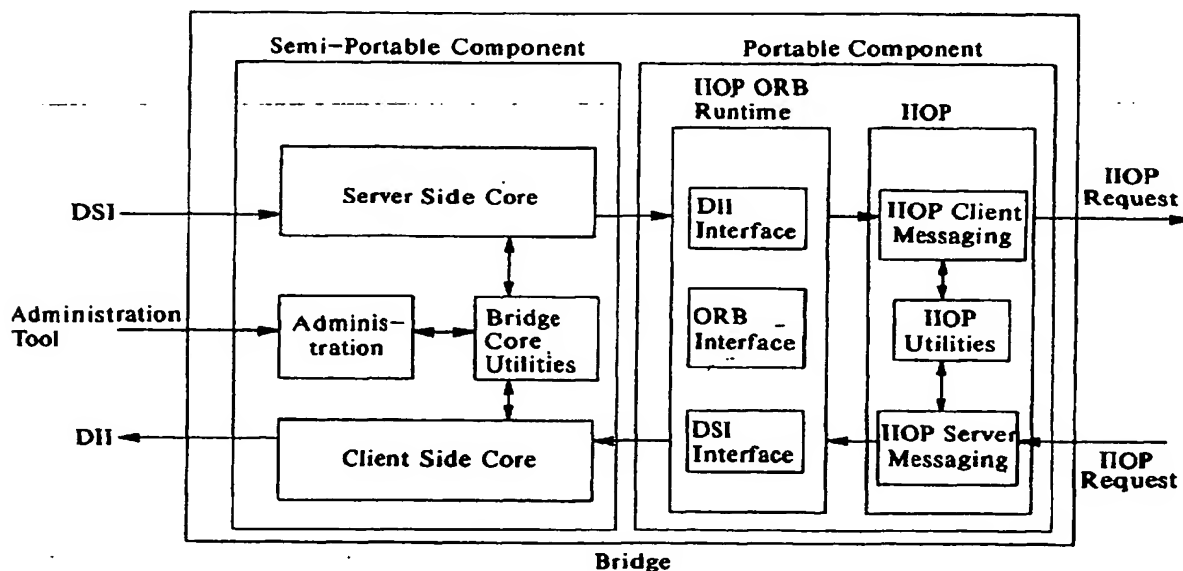 Semi-Portable Component
Portable Component
IIOP ORB
Runtime
IIOP
Server Side Core
DSI
DII
Interface
IIOP Client
Messaging
IIOP
Request
Administration
Tool
Adminis-
tration
Bridge
Core
Utilities
ORB
Interface
IIOP
Utilities
DII
Client Side Core
DSI
Interface
IIOP Server
Messaging
IIOP
Request
Bridge